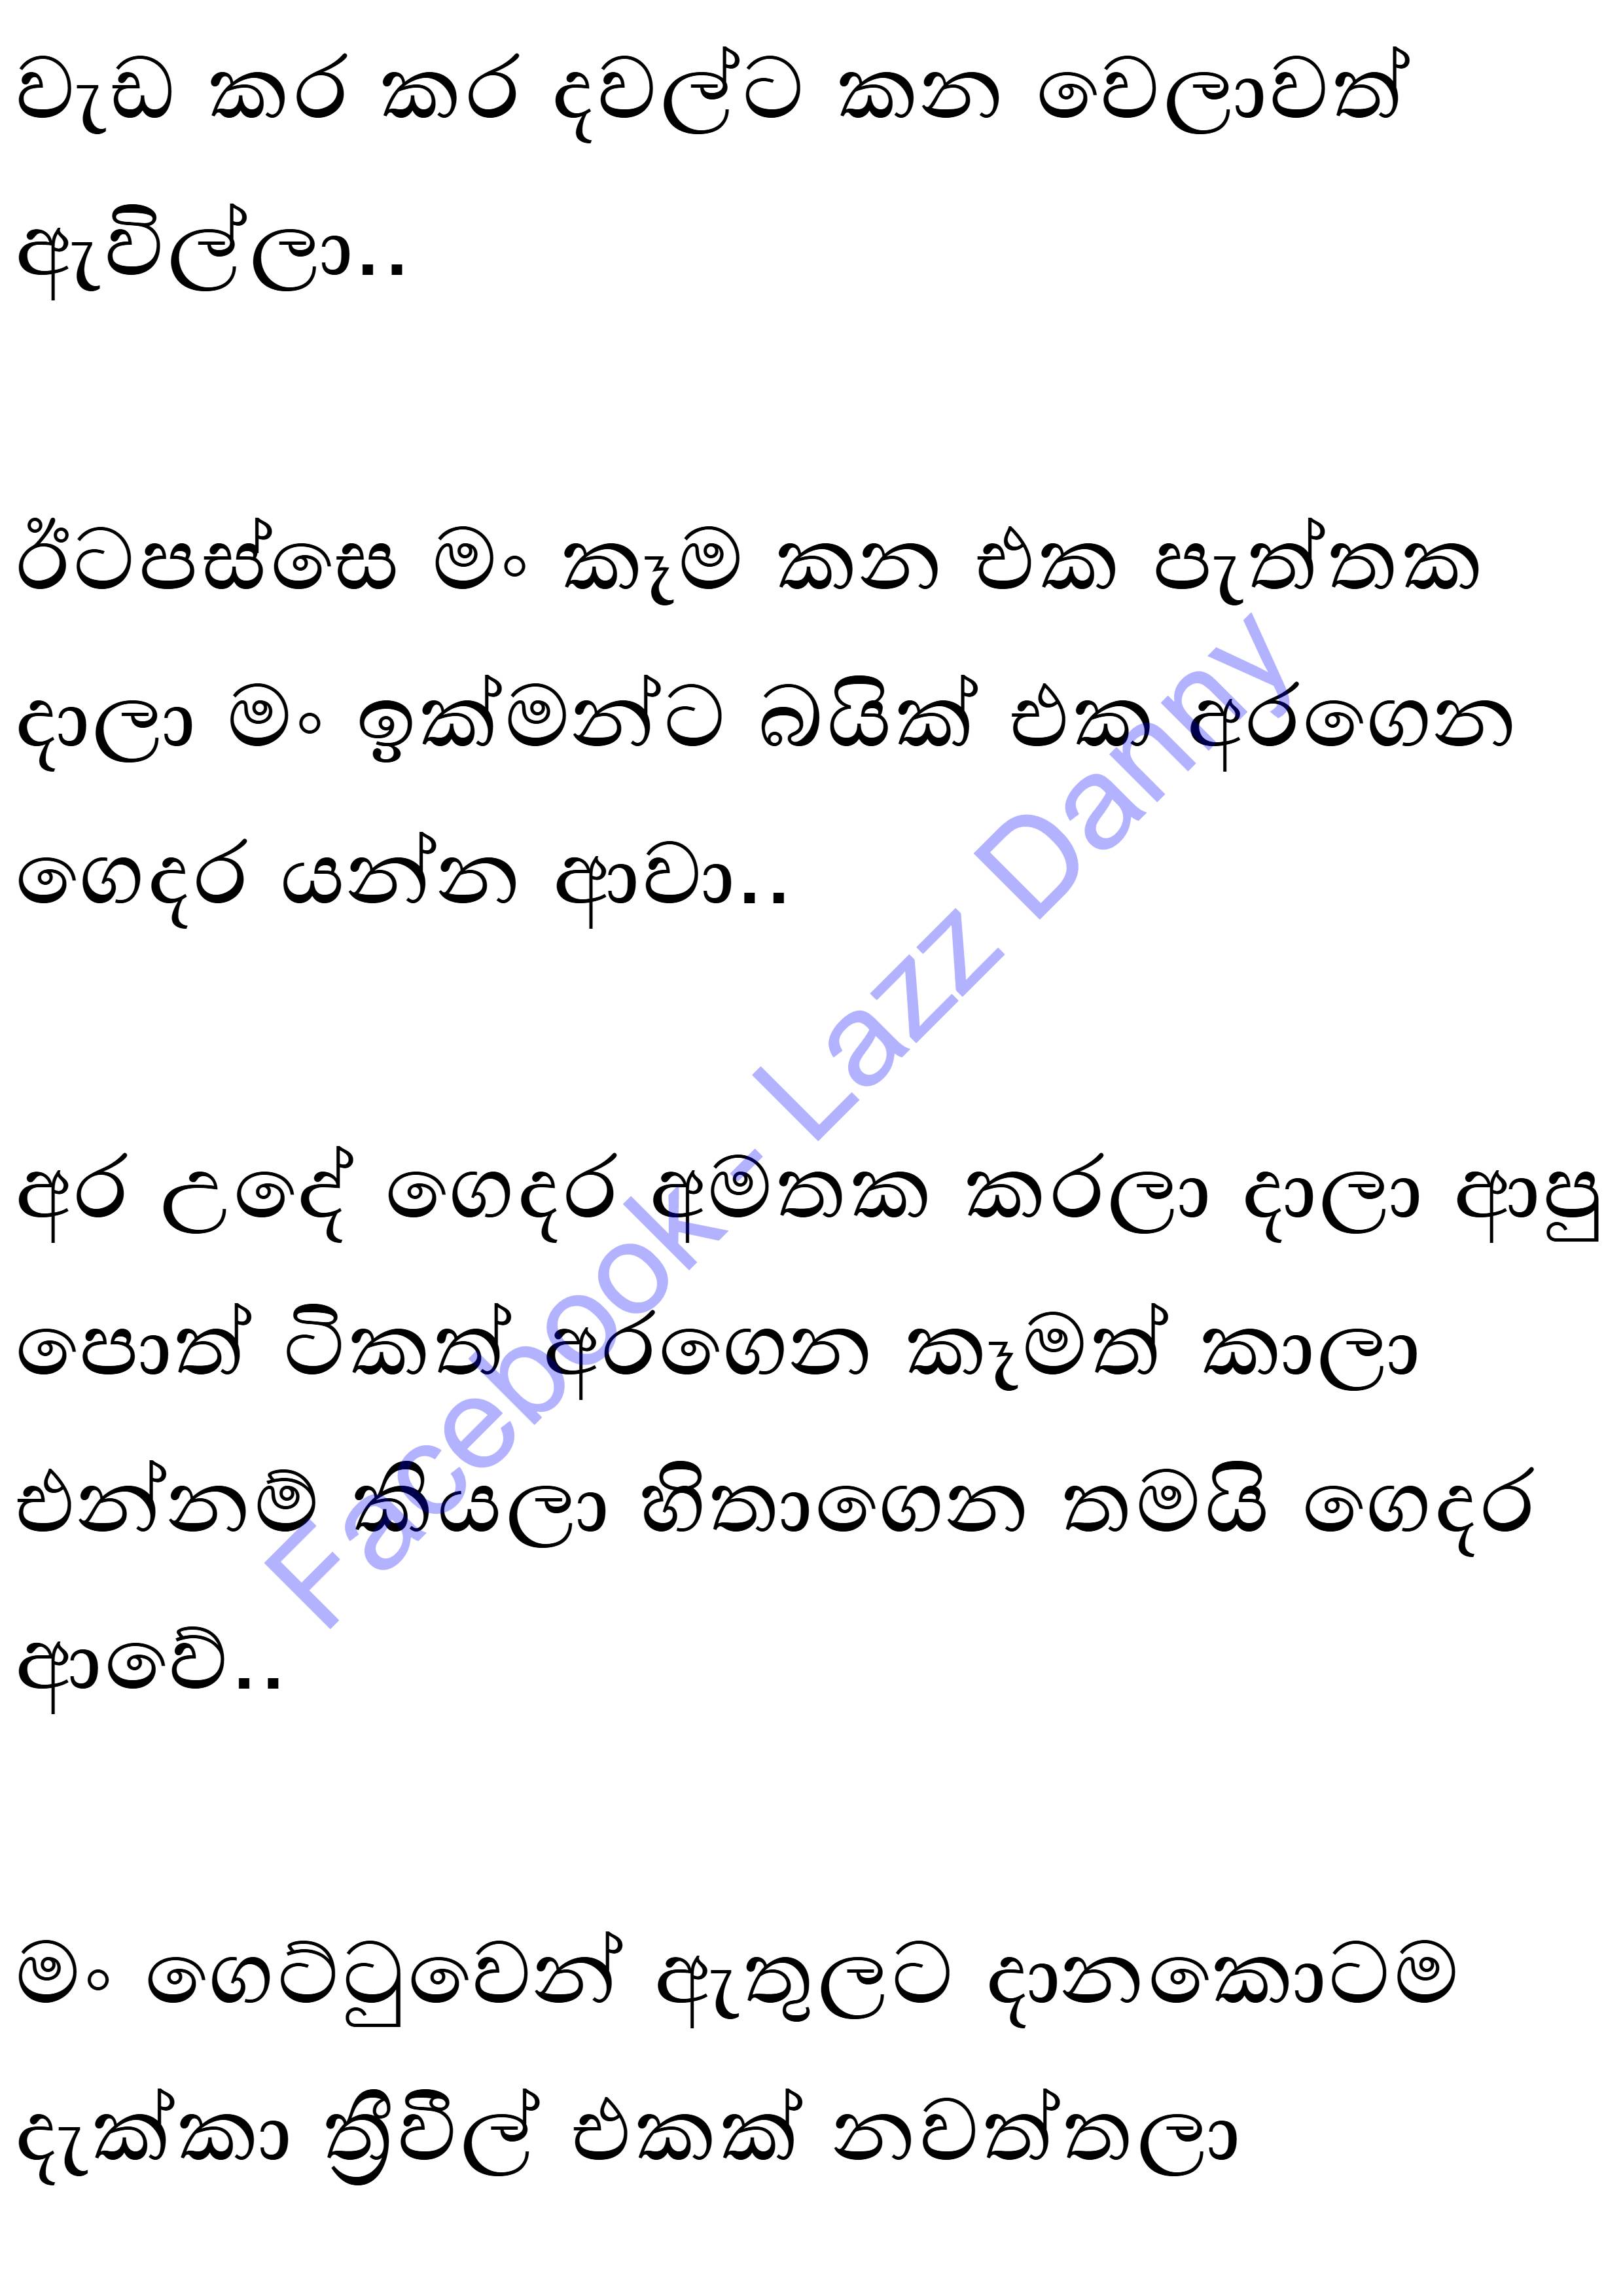 වැඩ කර කර දවල්ට කන වෙලාවත්
ඇවිල්ලා..
ඊටපස්සෙ මං කෑම කන එක පැත්තක
දාලා මං ඉක්මන්ට බයික් එක අරගෙන
ගෙදර යන්න ආවා..
අර උදේ ගෙදර අමතක කරලා දාලා ආපු
පොත් ටිකත් අරගෙන කෑමත් කාලා
එන්නම් කියලා හිතාගෙන තමයි ගෙදර
ආවේ..
මං ගෙට්ටුවෙන් ඇතුලට දානකොටම
දැක්කා ත්‍රීවීල් එකක් නවත්තලා
Facebook - Lazz Danny